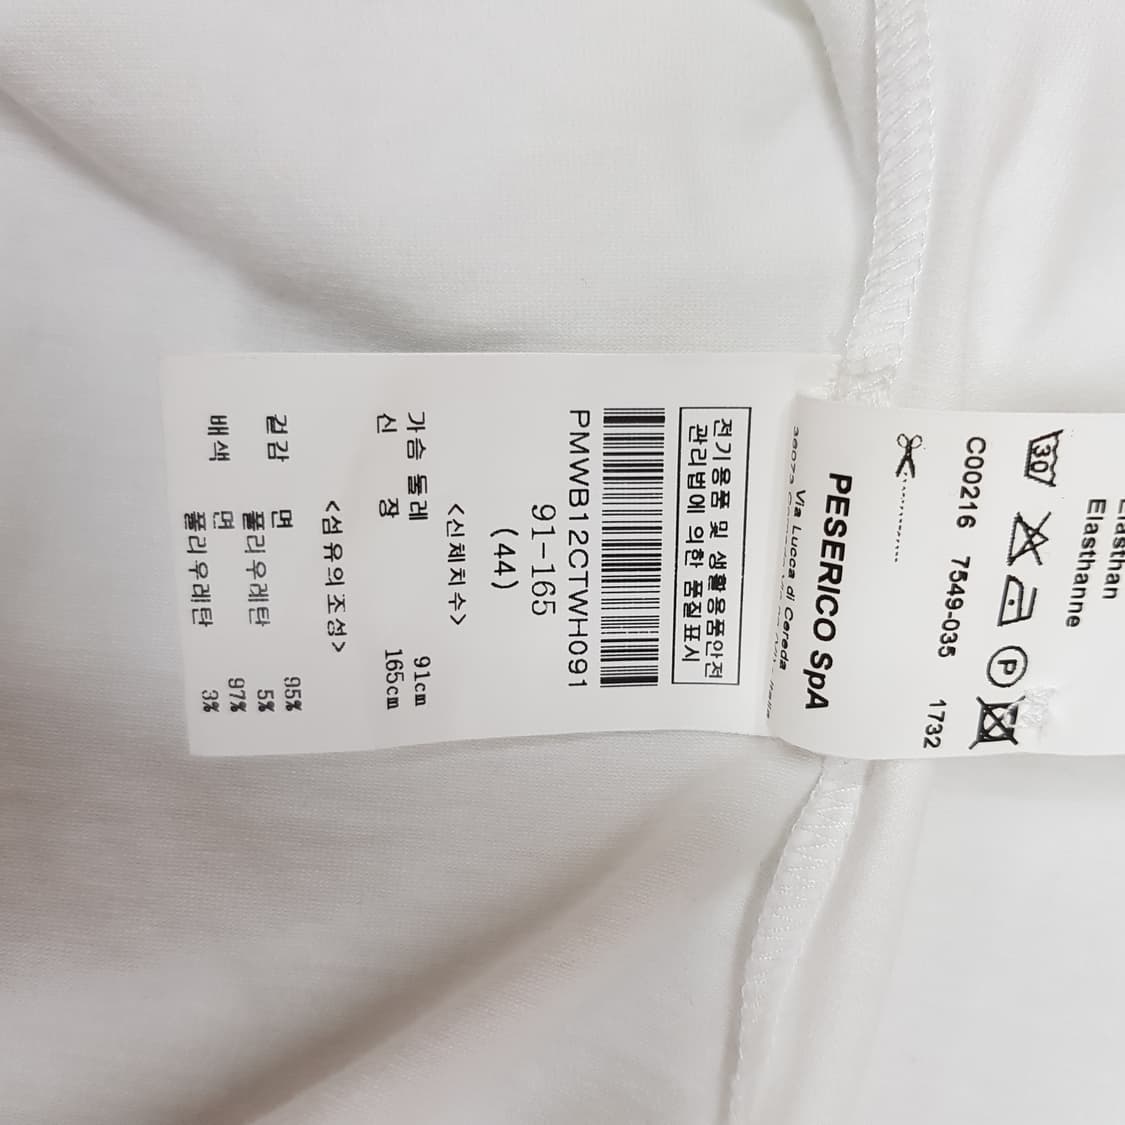 Elasthan
Elasthanne
30
P
C00216 7549-035 1732
PESERICO SpA
Via Luca di Cereda
Italia
전기용품 및 생활용품안전
관리법에 의한 품질표시
PMWB12CTWH091
91-165
(44)
<신체치수>
가슴 둘레 91cm
신 장 165cm
<섬유의조성>
겉감 면 95%
폴리우레탄 5%
배색 면 97%
폴리우레탄 3%